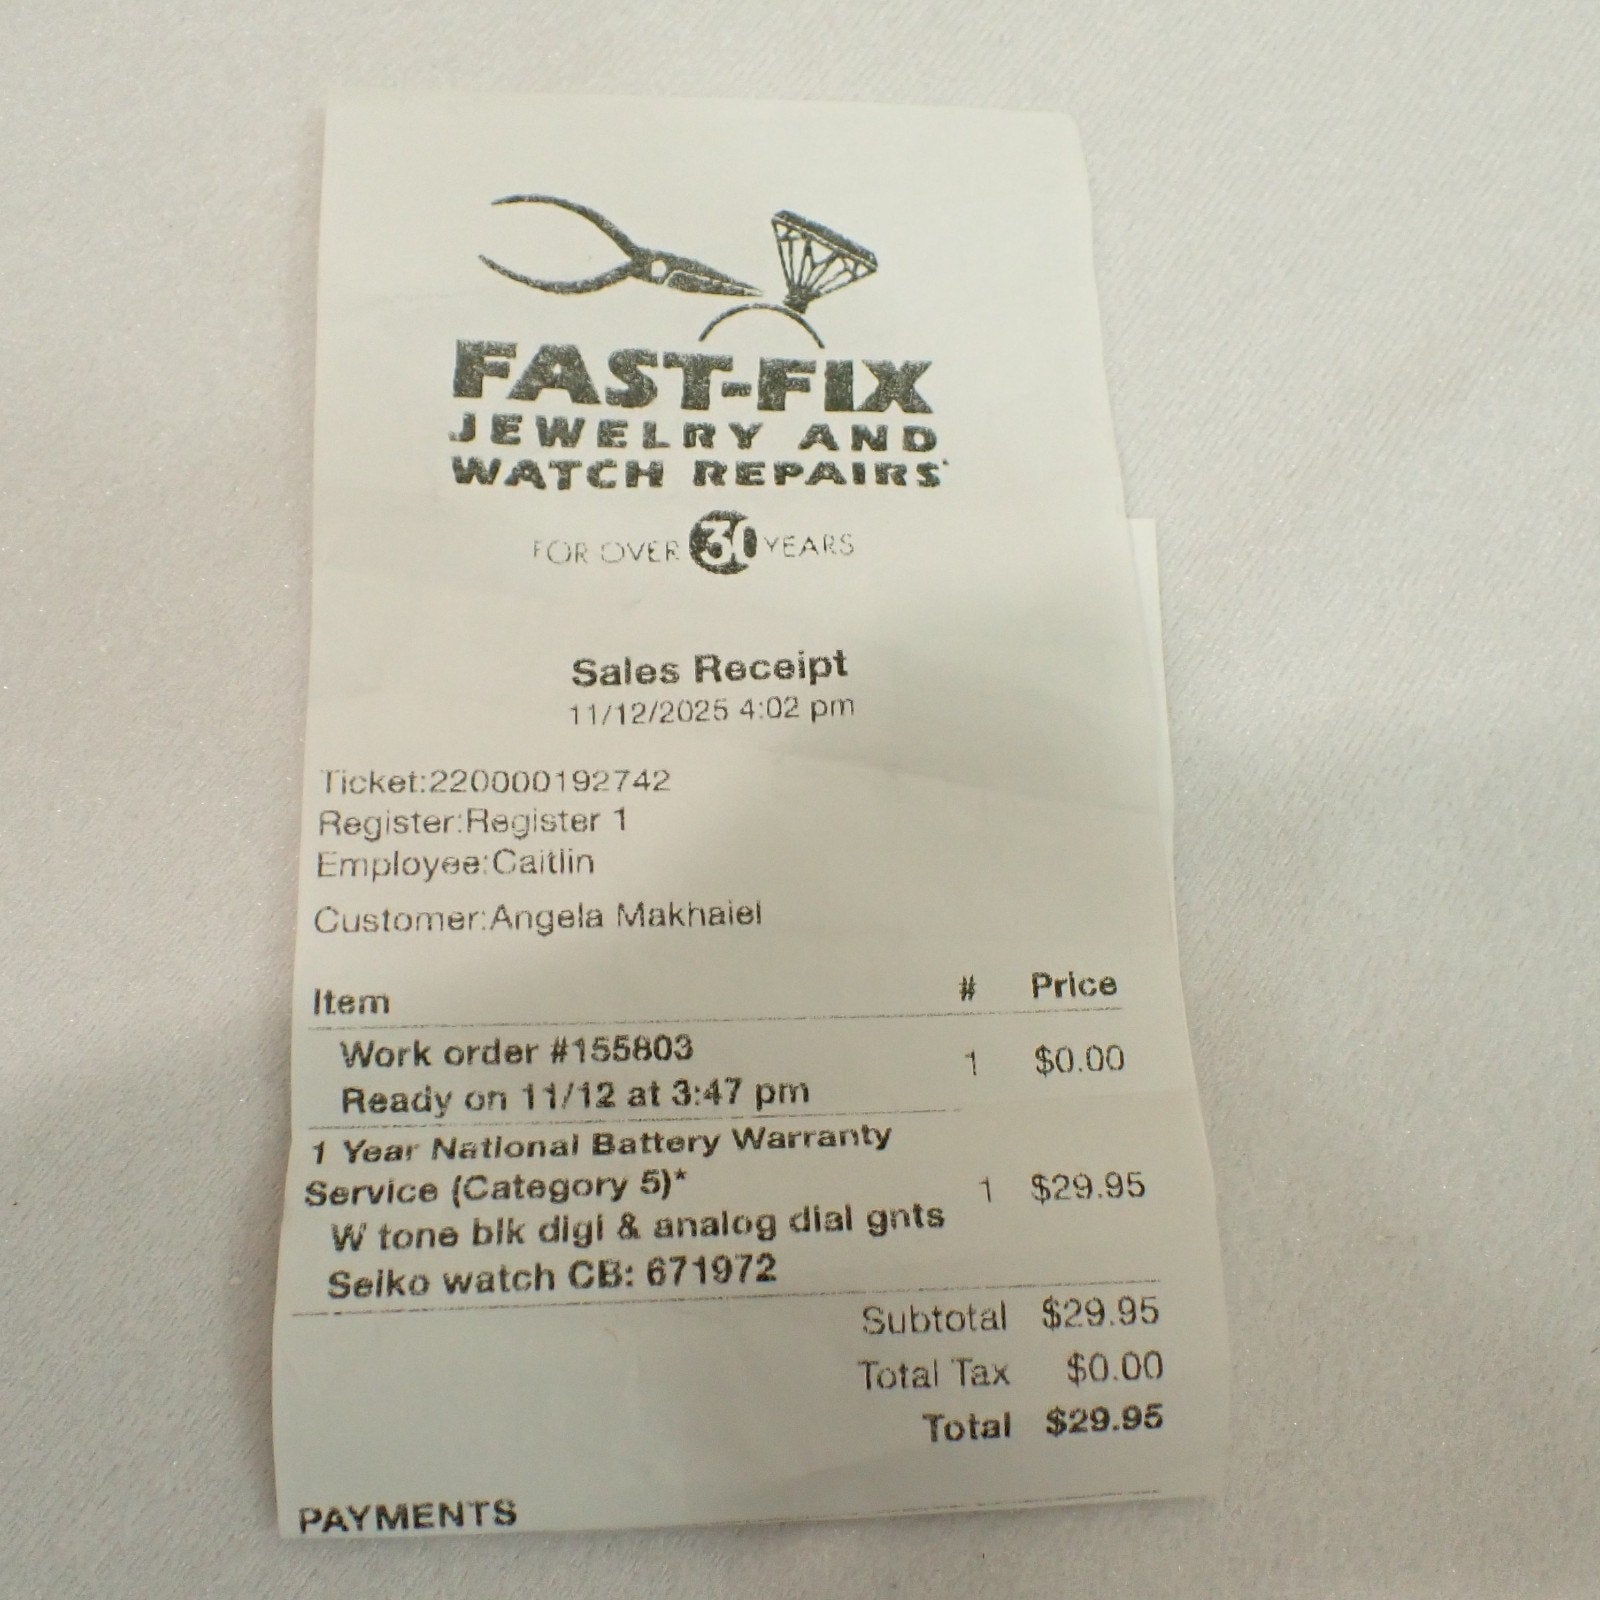 FAST-FIX
JEWELRY AND
WATCH REPAIRS
FOR OVER 30 YEARS
Sales Receipt
11/12/2025 4:02 pm
Ticket:220000192742
Register:Register 1
Employee:Caitlin
Customer:Angela Makhaiel
Item # Price
Work order #155803 1 $0.00
Ready on 11/12 at 3:47 pm
1 Year National Battery Warranty
Service (Category 5)* 1 $29.95
W tone blk digi & analog dial gnts
Seiko watch CB: 671972
Subtotal $29.95
Total Tax $0.00
Total $29.95
PAYMENTS